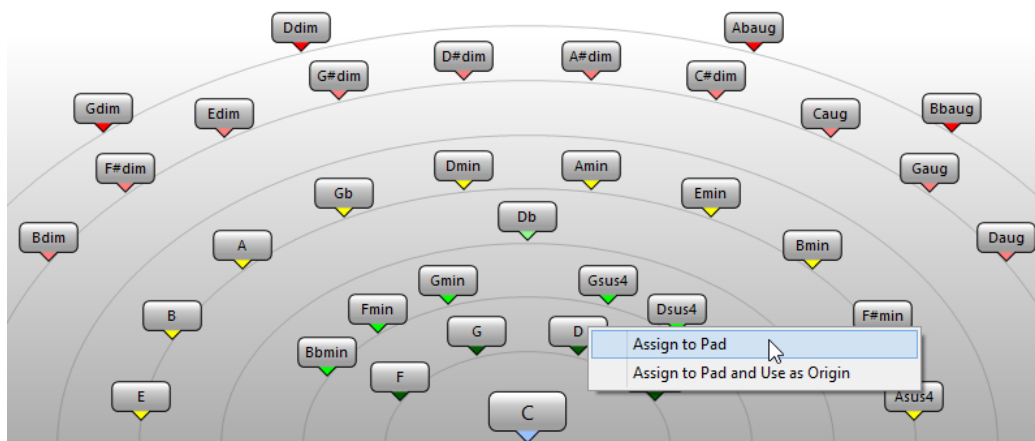 Ddim
Abaug
D#dim
A#dim
G#dim
C#dim
Gdim
Edim
Caug
Bbaug
F#dim
Dmin
Amin
Gaug
Gb
Emin
Db
Bdim
A
Bmin
Daug
Gmin
Gsus4
Fmin
Dsus4
B
F#min
G
D
Assign to Pad
Bbmin
Assign to Pad and Use as Origin
F
E
Asus4
C